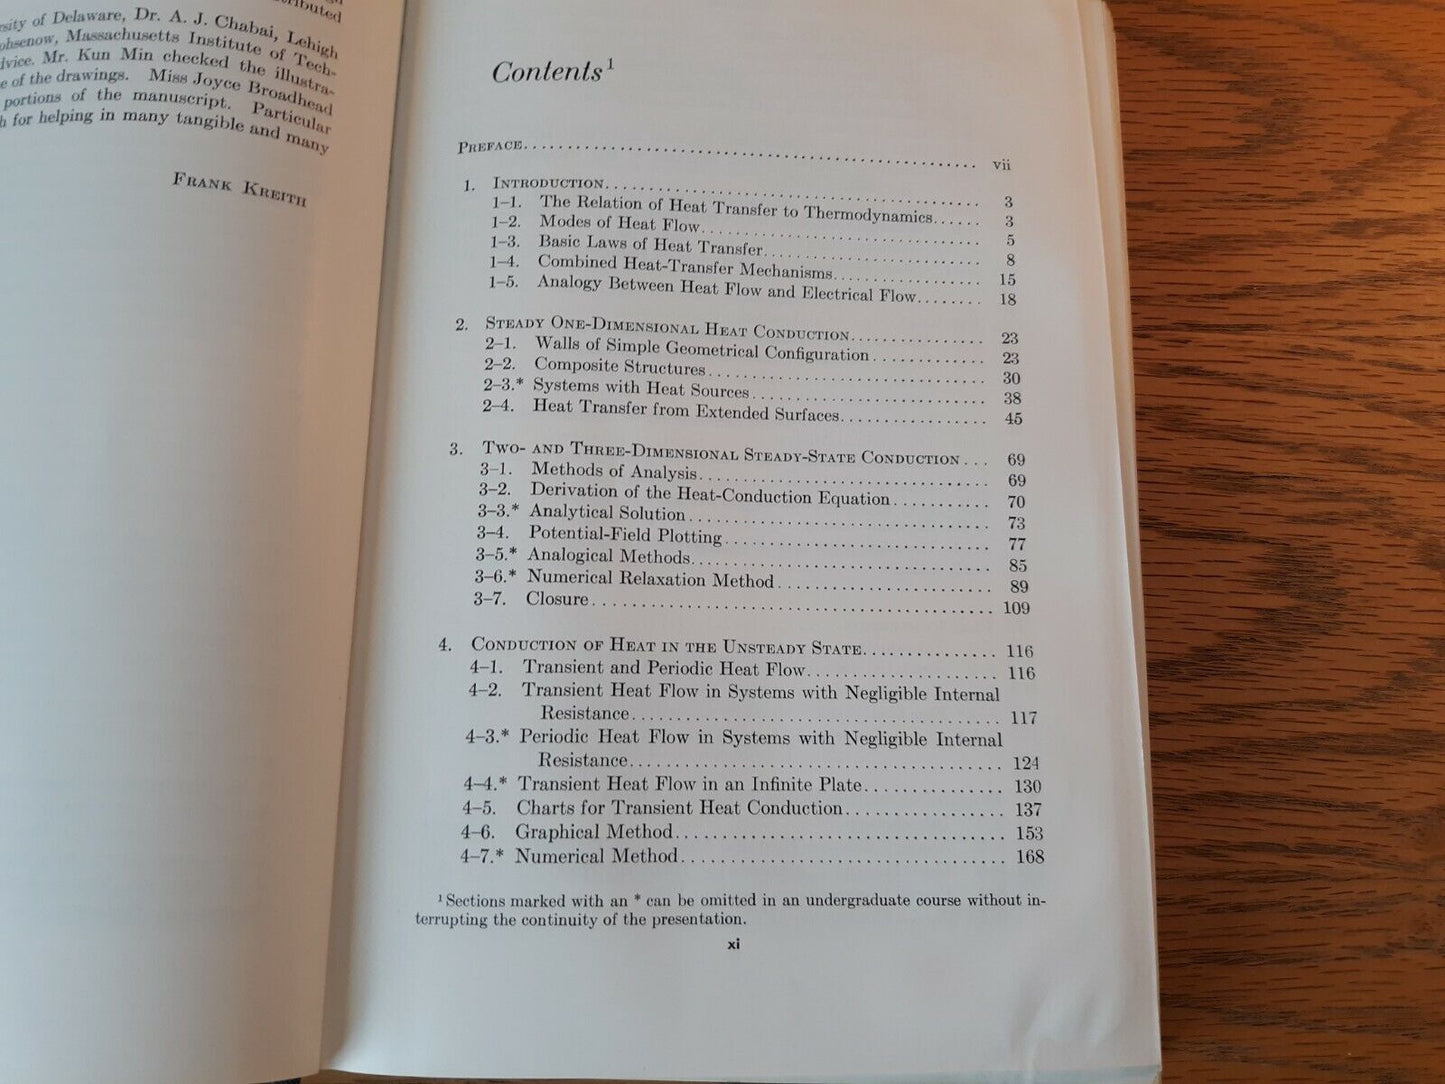 of Delaware, Dr. A. J. Chabai, Lehigh
Massachusetts Institute of Tech-
Mr. Kun Min checked the illustra-
of the drawings. Miss Joyce Broadhead
portions of the manuscript. Particular
for helping in many tangible and many
Frank Kreith
Contents¹
Preface . . . . . vii
1. Introduction . . . . . 3
1–1. The Relation of Heat Transfer to Thermodynamics . . . . . 3
1–2. Modes of Heat Flow . . . . . 5
1–3. Basic Laws of Heat Transfer . . . . . 8
1–4. Combined Heat-Transfer Mechanisms . . . . . 15
1–5. Analogy Between Heat Flow and Electrical Flow . . . . . 18
2. Steady One-Dimensional Heat Conduction . . . . . 23
2–1. Walls of Simple Geometrical Configuration . . . . . 23
2–2. Composite Structures . . . . . 30
2–3.* Systems with Heat Sources . . . . . 38
2–4. Heat Transfer from Extended Surfaces . . . . . 45
3. Two- and Three-Dimensional Steady-State Conduction . . . 69
3–1. Methods of Analysis . . . . . 69
3–2. Derivation of the Heat-Conduction Equation . . . . . 70
3–3.* Analytical Solution . . . . . 73
3–4. Potential-Field Plotting . . . . . 77
3–5.* Analogical Methods . . . . . 85
3–6.* Numerical Relaxation Method . . . . . 89
3–7. Closure . . . . . 109
4. Conduction of Heat in the Unsteady State . . . . . 116
4–1. Transient and Periodic Heat Flow . . . . . 116
4–2. Transient Heat Flow in Systems with Negligible Internal
Resistance . . . . . 117
4–3.* Periodic Heat Flow in Systems with Negligible Internal
Resistance . . . . . 124
4–4.* Transient Heat Flow in an Infinite Plate . . . . . 130
4–5. Charts for Transient Heat Conduction . . . . . 137
4–6. Graphical Method . . . . . 153
4–7.* Numerical Method . . . . . 168
¹ Sections marked with an * can be omitted in an undergraduate course without in-
terrupting the continuity of the presentation.
xi